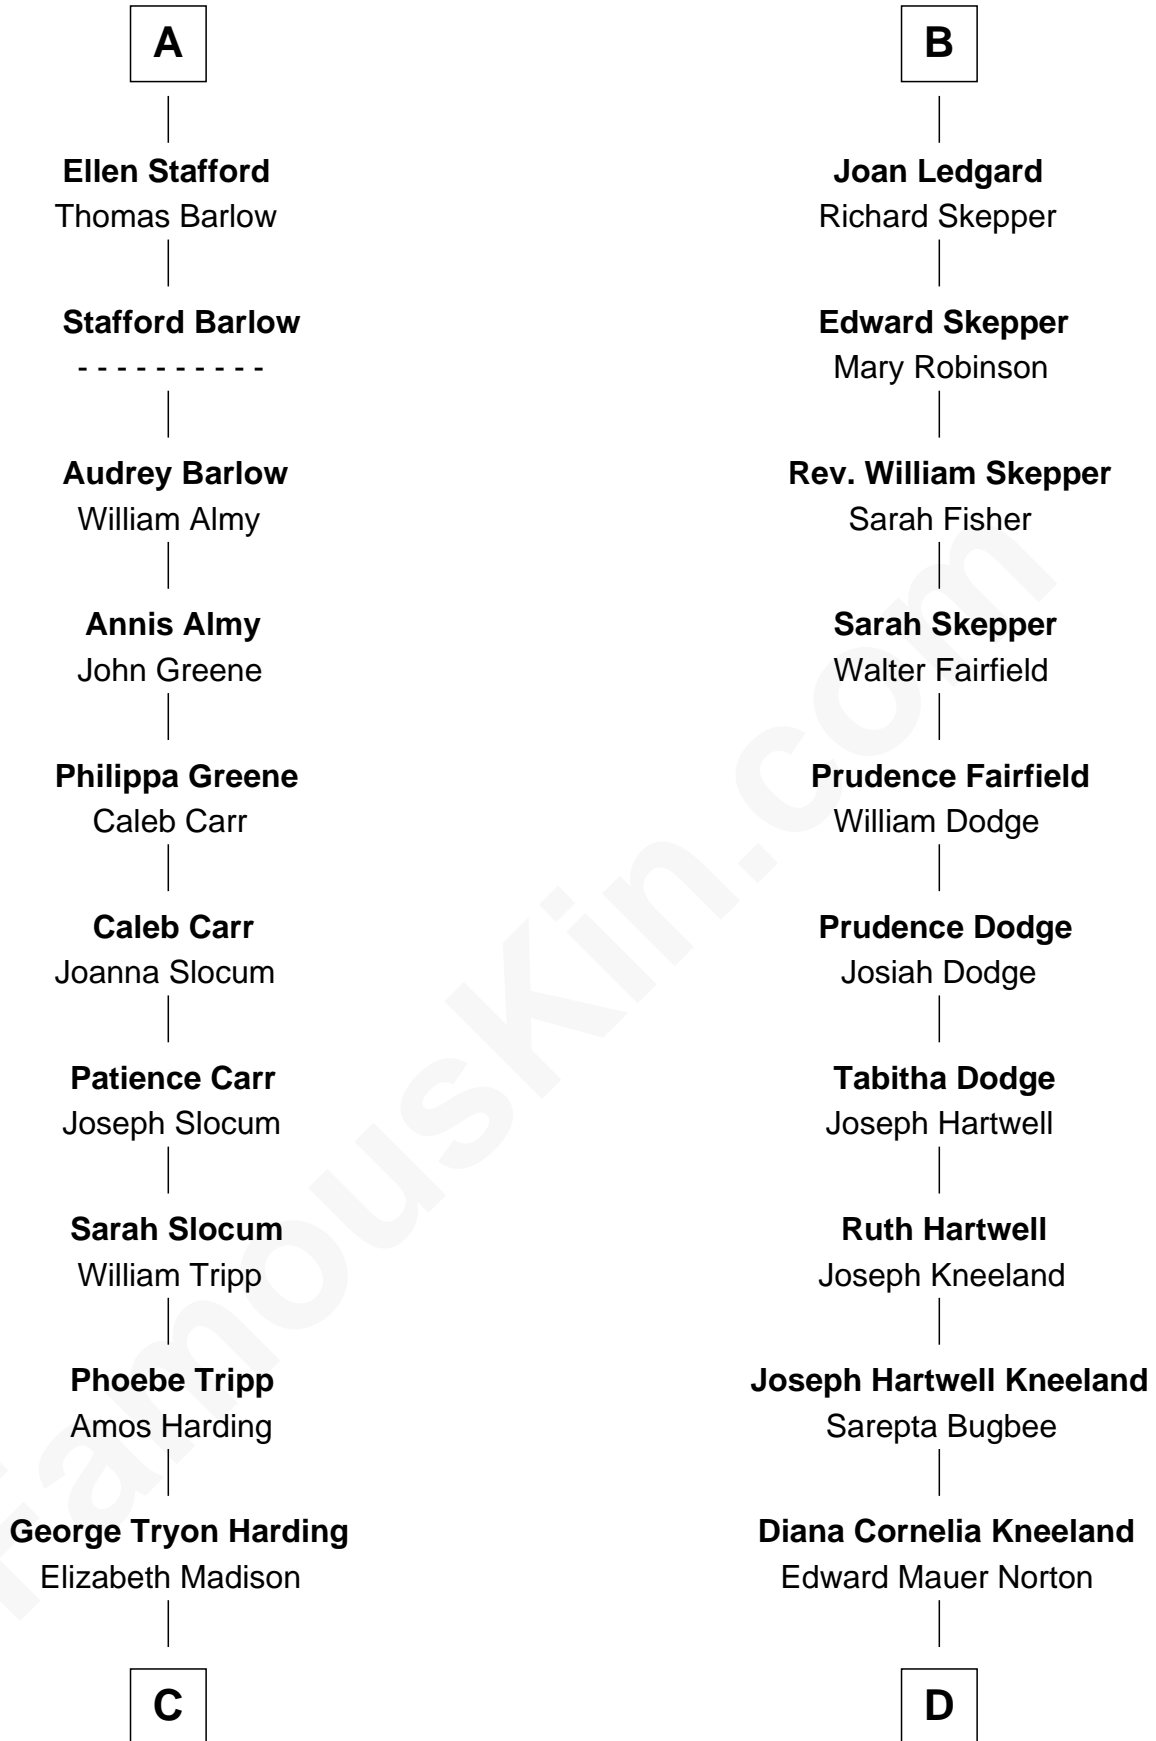 A
Ellen Stafford
Thomas Barlow
Stafford Barlow
- - - - - - - - - -
Audrey Barlow
William Almy
Annis Almy
John Greene
Philippa Greene
Caleb Carr
Caleb Carr
Joanna Slocum
Patience Carr
Joseph Slocum
Sarah Slocum
William Tripp
Phoebe Tripp
Amos Harding
George Tryon Harding
Elizabeth Madison
C
B
Joan Ledgard
Richard Skepper
Edward Skepper
Mary Robinson
Rev. William Skepper
Sarah Fisher
Sarah Skepper
Walter Fairfield
Prudence Fairfield
William Dodge
Prudence Dodge
Josiah Dodge
Tabitha Dodge
Joseph Hartwell
Ruth Hartwell
Joseph Kneeland
Joseph Hartwell Kneeland
Sarepta Bugbee
Diana Cornelia Kneeland
Edward Mauer Norton
D
FamousKin.com